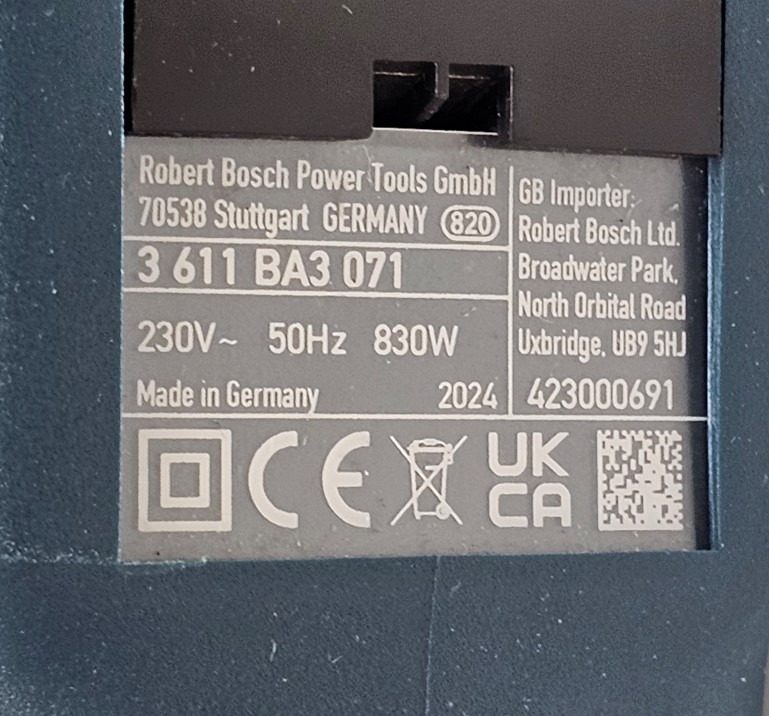 Robert Bosch Power Tools GmbH
70538 Stuttgart GERMANY 820
3 611 BA3 071
230V~ 50Hz 830W
Made in Germany 2024
GB Importer:
Robert Bosch Ltd.
Broadwater Park,
North Orbital Road
Uxbridge, UB9 5HJ
423000691
CE
UK
CA